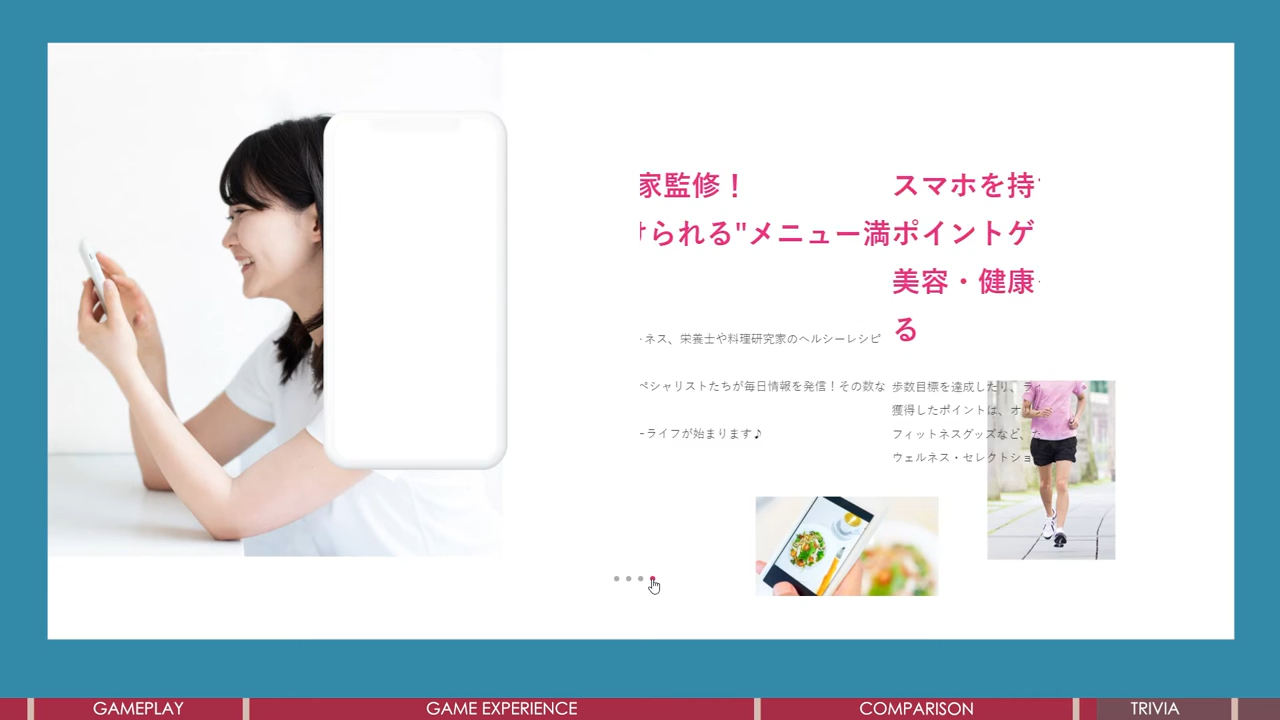 家監修！
られる"メニュー満
ネス、栄養士や料理研究家のヘルシーレシピ
ペシャリストたちが毎日情報を発信！その数な
ーライフが始まります♪
スマホを持
ポイントゲ
美容・健康
る
歩数目標を達成したり、ラ
獲得したポイントは、オ
フィットネスグッズなど、
ウェルネス・セレクトショ
GAMEPLAY
GAME EXPERIENCE
COMPARISON
TRIVIA